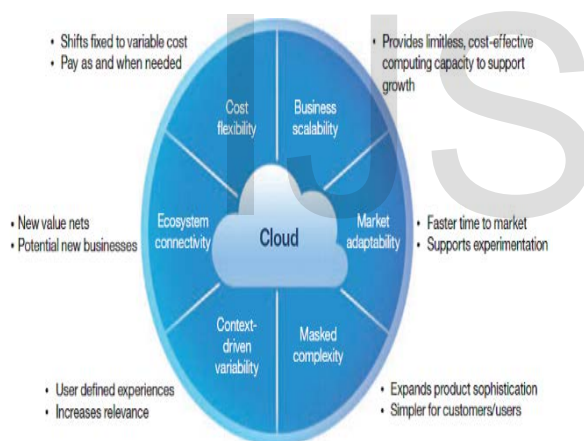 • Shifts fixed to variable cost
• Pay as and when needed
• Provides limitless, cost-effective
computing capacity to support
growth
Cost
flexibility
Business
scalability
• New value nets
• Potential new businesses
Ecosystem
connectivity
Cloud
Market
adaptability
• Faster time to market
• Supports experimentation
Context-
driven
variability
Masked
complexity
• User defined experiences
• Increases relevance
• Expands product sophistication
• Simpler for customers/users
IJS